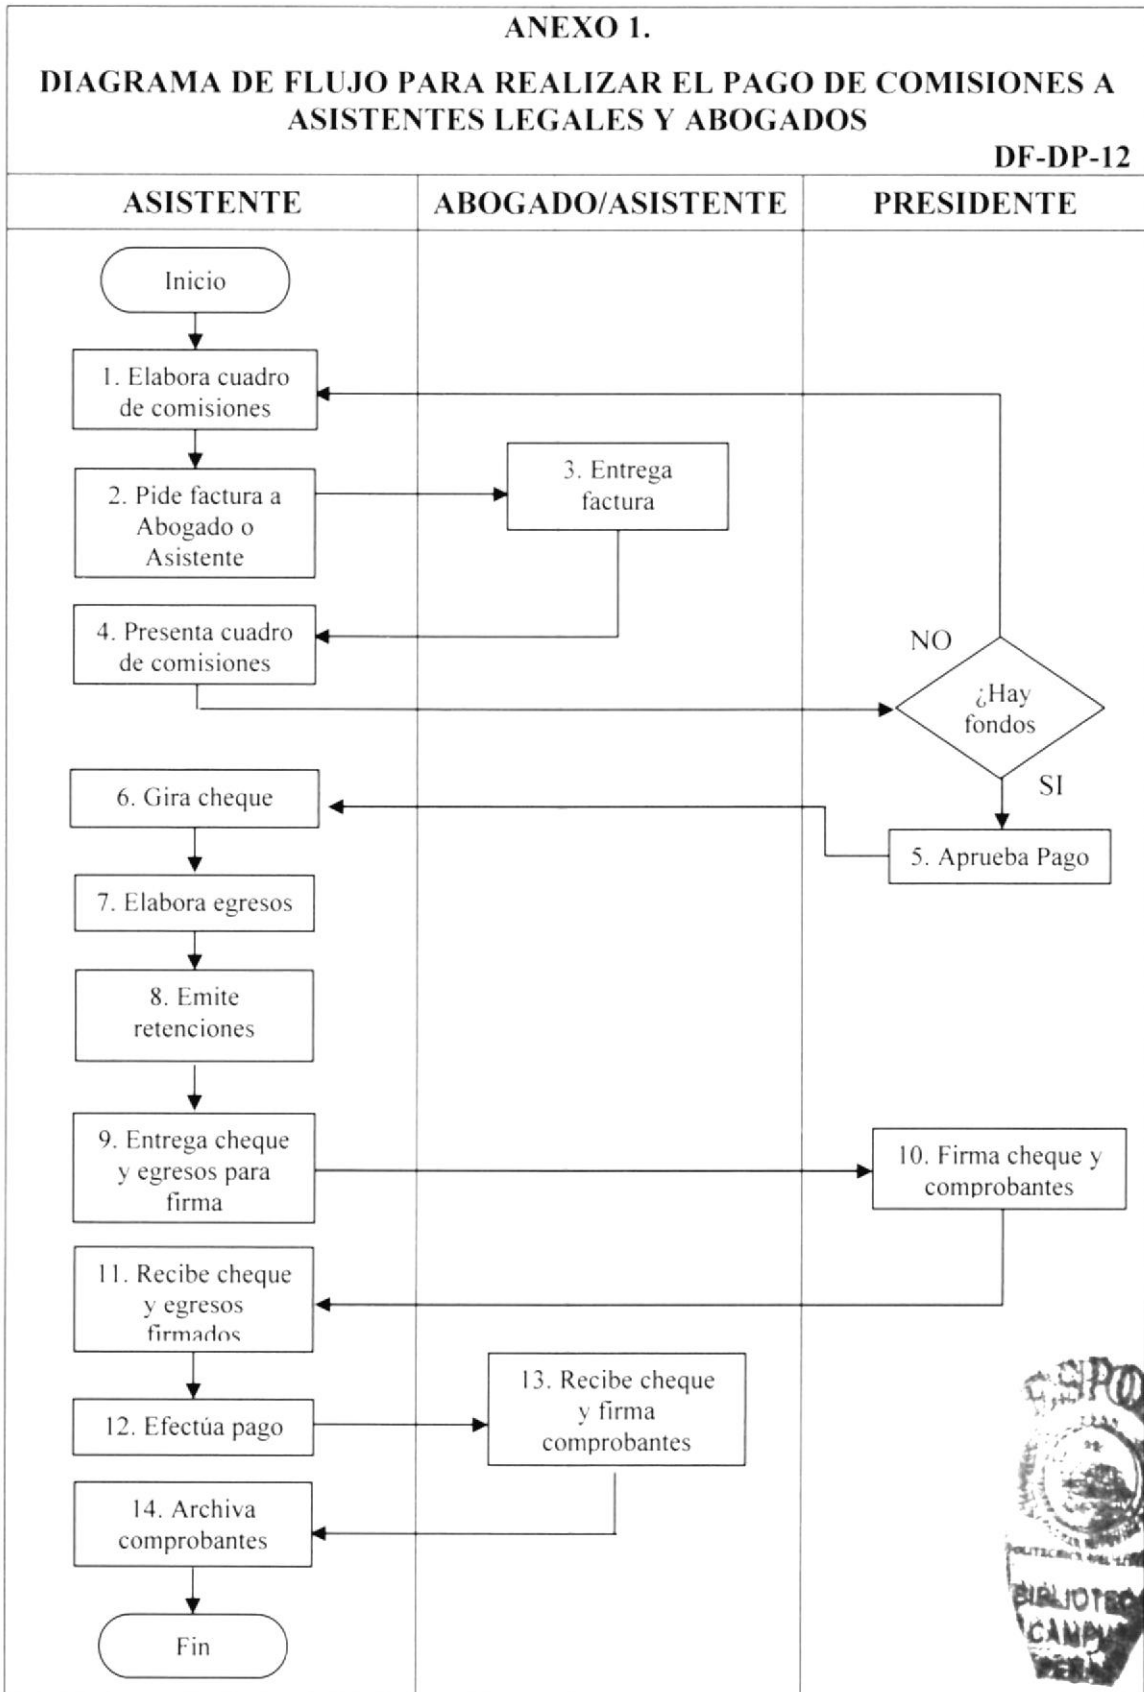 ANEXO 1.
DIAGRAMA DE FLUJO PARA REALIZAR EL PAGO DE COMISIONES A
ASISTENTES LEGALES Y ABOGADOS
DF-DP-12
ASISTENTE
ABOGADO/ASISTENTE
PRESIDENTE
Inicio
1. Elabora cuadro
de comisiones
2. Pide factura a
Abogado o
Asistente
3. Entrega
factura
4. Presenta cuadro
de comisiones
NO
¿Hay
fondos
SI
5. Aprueba Pago
6. Gira cheque
7. Elabora egresos
8. Emite
retenciones
9. Entrega cheque
y egresos para
firma
10. Firma cheque y
comprobantes
11. Recibe cheque
y egresos
firmados
12. Efectúa pago
13. Recibe cheque
y firma
comprobantes
14. Archiva
comprobantes
Fin
ESPOL
BIBLIOTECA
CAMPUS